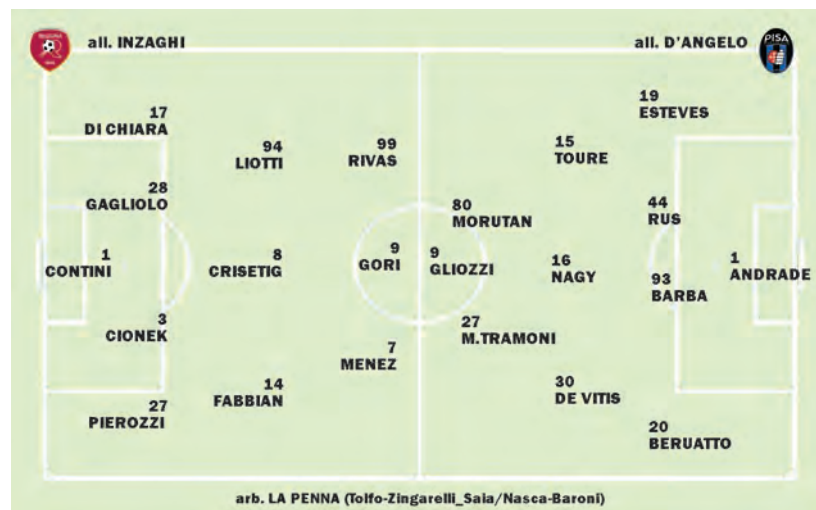 all. INZAGHI
all. D'ANGELO
PISA
17
DI CHIARA
28
GAGLIOLO
1
CONTINI
3
CIONEK
27
PIEROZZI
94
LIOTTI
8
CRISETIG
14
FABBIAN
99
RIVAS
9
GORI
7
MENEZ
80
MORUTAN
9
GLIOZZI
27
M.TRAMONI
15
TOURE
16
NAGY
30
DE VITIS
19
ESTEVES
44
RUS
93
BARBA
20
BERUATTO
1
ANDRADE
arb. LA PENNA (Tolfo-Zingarelli_Saia/Nasca-Baroni)